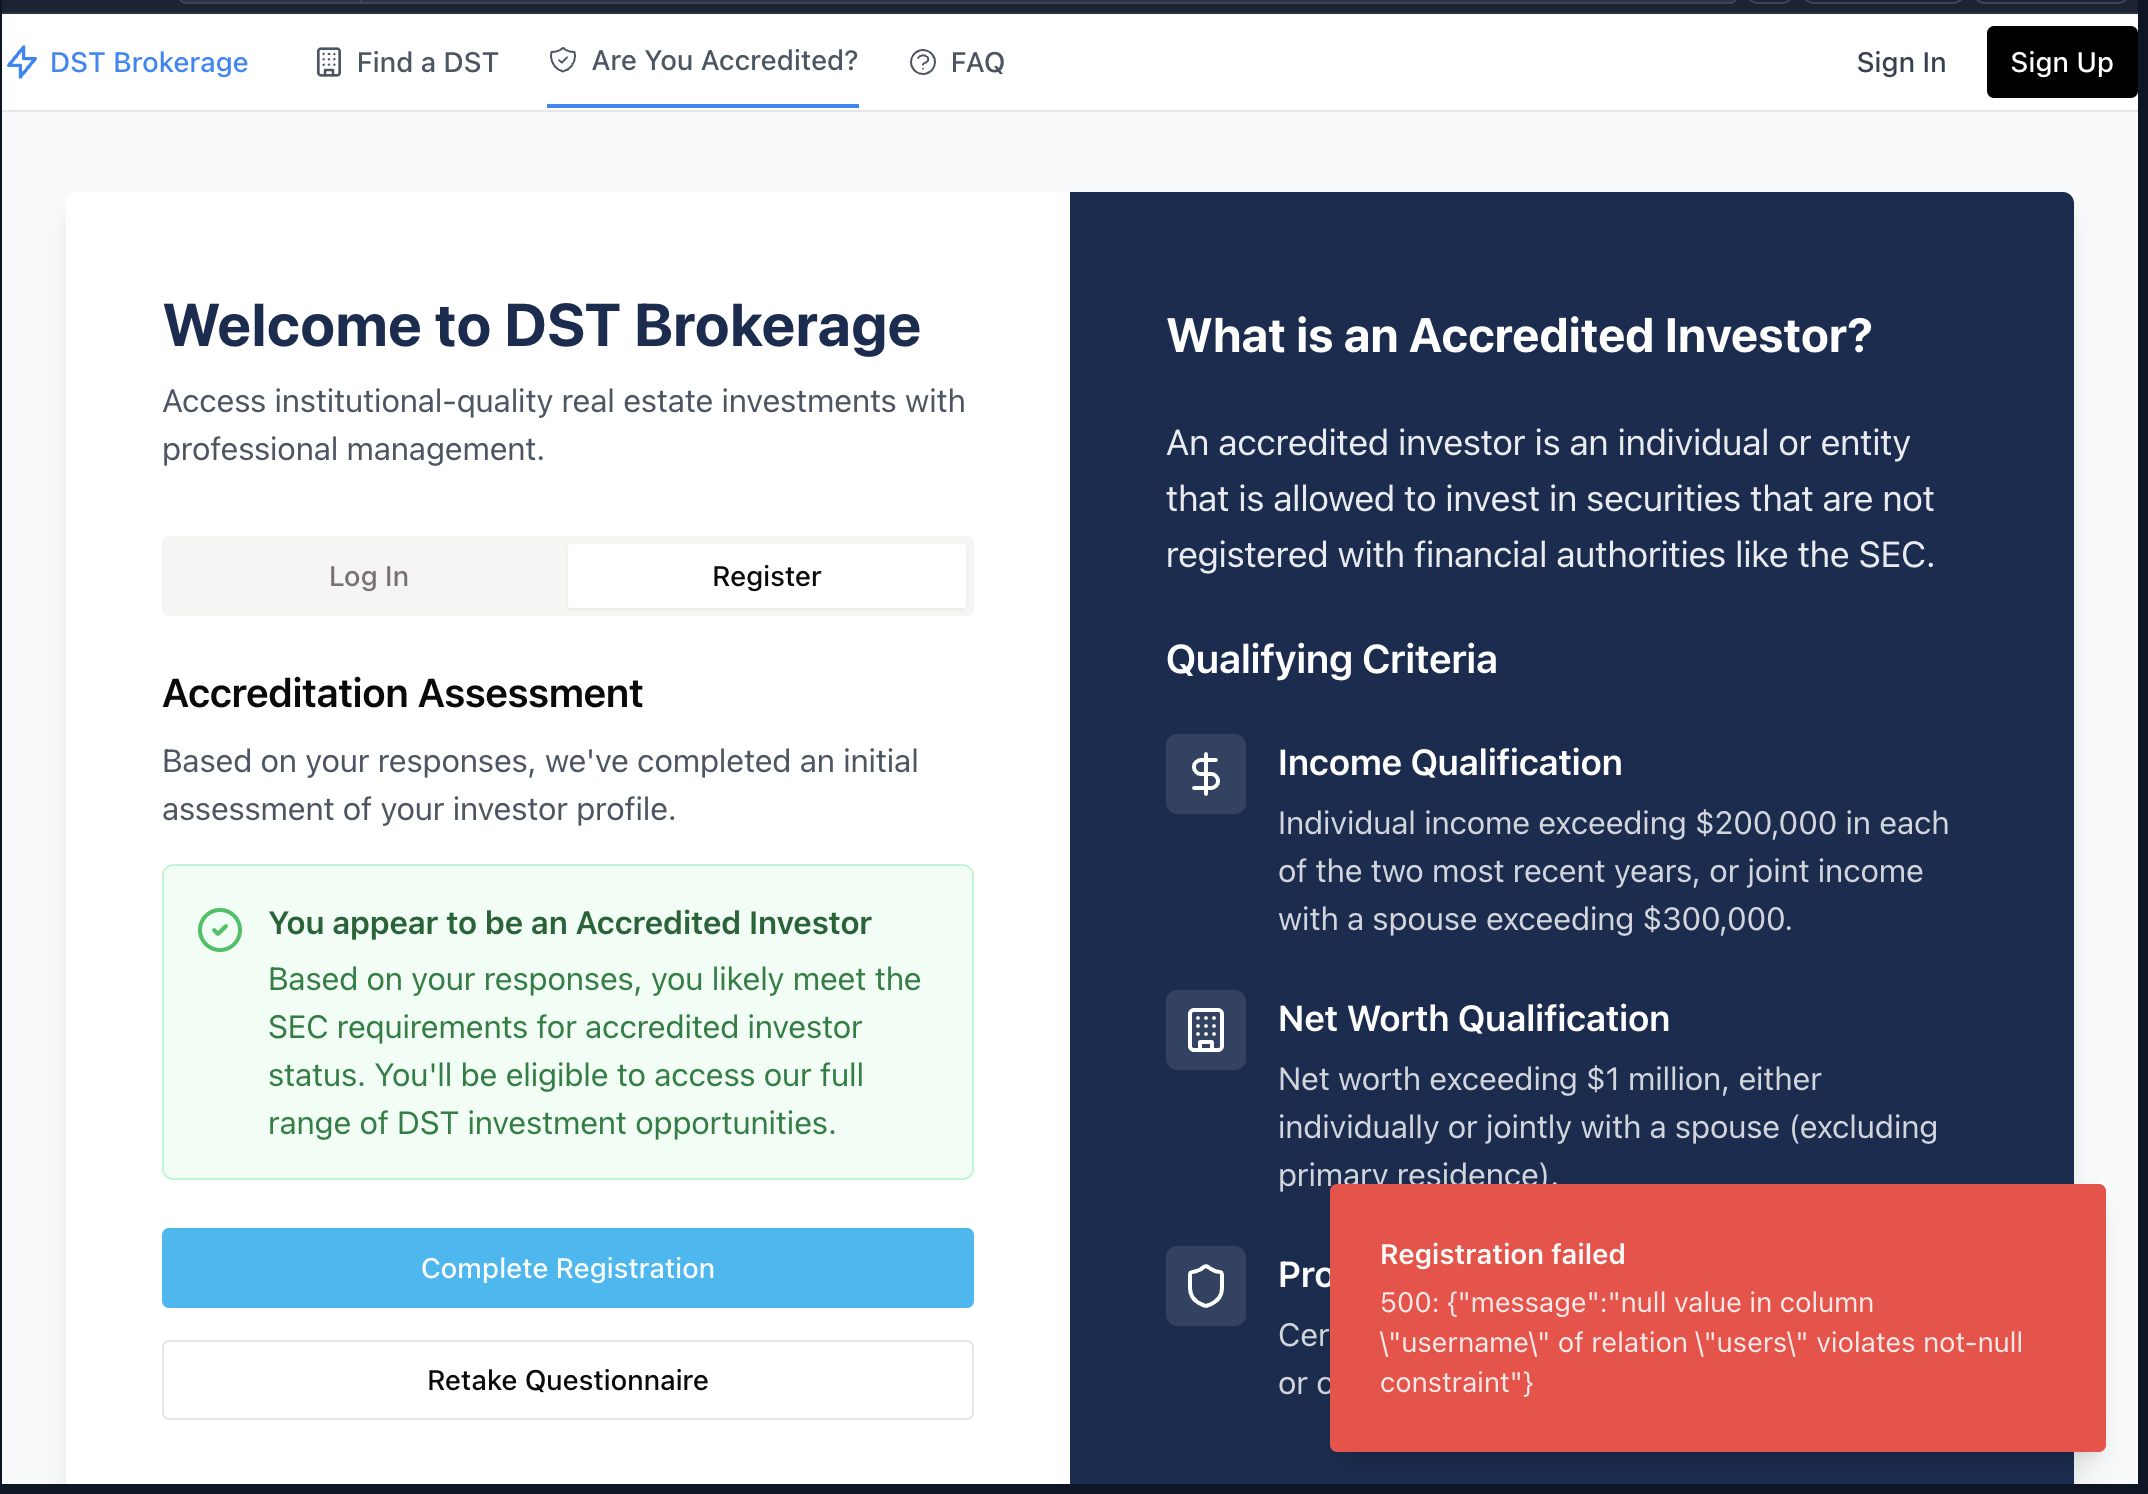 DST Brokerage
Find a DST
Are You Accredited?
FAQ
Sign In
Sign Up
Welcome to DST Brokerage
Access institutional-quality real estate investments with
professional management.
Log In
Register
Accreditation Assessment
Based on your responses, we've completed an initial
assessment of your investor profile.
You appear to be an Accredited Investor
Based on your responses, you likely meet the
SEC requirements for accredited investor
status. You'll be eligible to access our full
range of DST investment opportunities.
Complete Registration
Retake Questionnaire
What is an Accredited Investor?
An accredited investor is an individual or entity
that is allowed to invest in securities that are not
registered with financial authorities like the SEC.
Qualifying Criteria
Income Qualification
Individual income exceeding $200,000 in each
of the two most recent years, or joint income
with a spouse exceeding $300,000.
Net Worth Qualification
Net worth exceeding $1 million, either
individually or jointly with a spouse (excluding
primary residence).
Pro
Cer
or c
Registration failed
500: {"message":"null value in column
\"username\" of relation \"users\" violates not-null
constraint"}